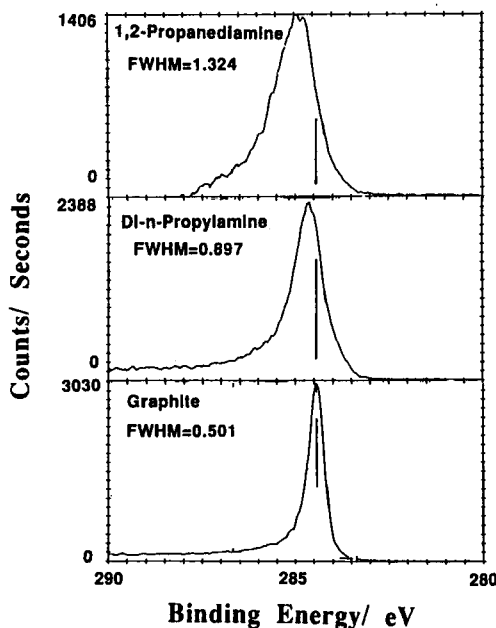 1406
1,2-Propanediamine
FWHM=1.324
0
2388
Di-n-Propylamine
FWHM=0.897
0
3030
Graphite
FWHM=0.501
0
290
285
280
Counts/ Seconds
Binding Energy/ eV